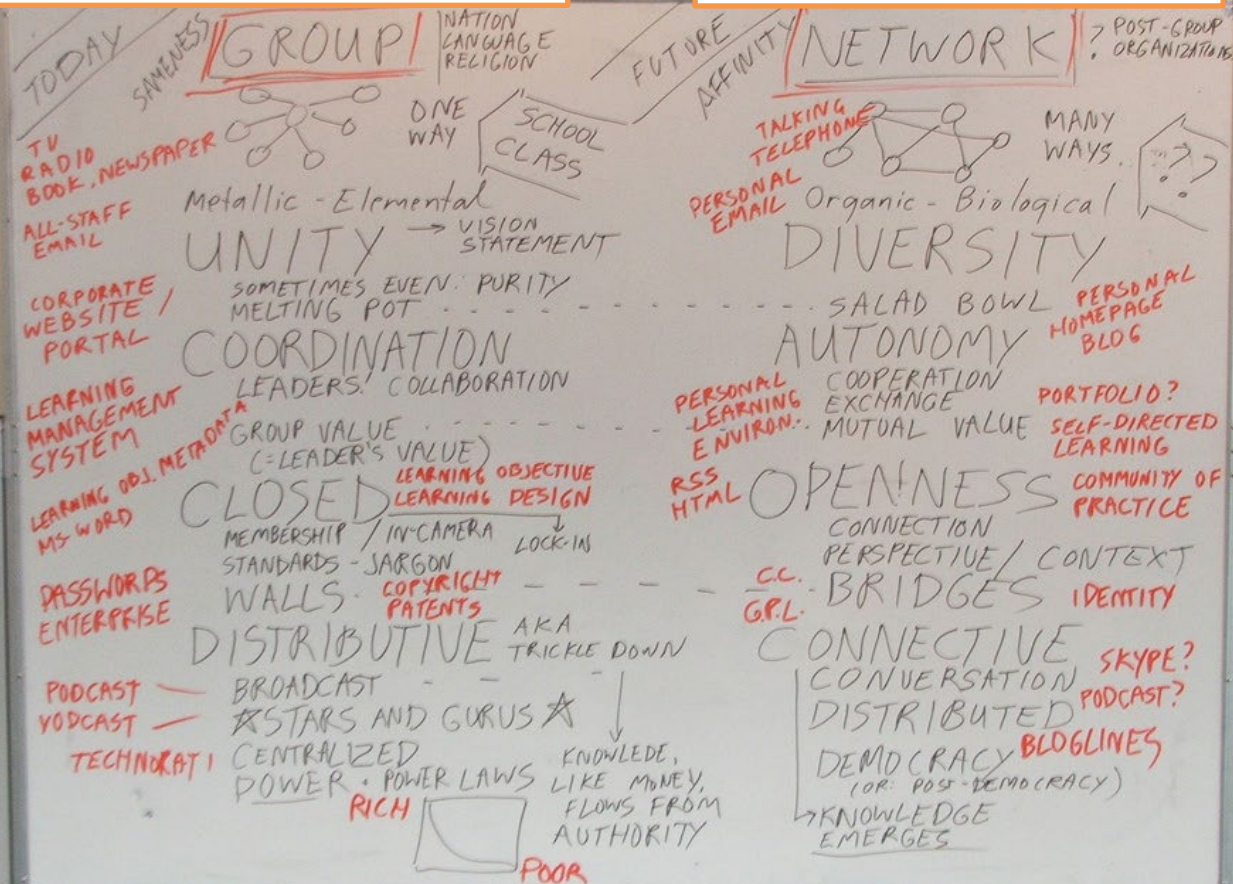 TODAY
SAMENESS
GROUP
NATION
LANGUAGE
RELIGION
ONE
WAY
SCHOOL
CLASS
TV
RADIO
BOOK, NEWSPAPER
ALL-STAFF
EMAIL
Metallic - Elemental
UNITY → VISION
STATEMENT
SOMETIMES EVEN: PURITY
MELTING POT
CORPORATE
WEBSITE /
PORTAL
COORDINATION
LEADERS! COLLABORATION
LEARNING
MANAGEMENT
SYSTEM
GROUP VALUE
(=LEADER'S VALUE)
LEARNING OBJ. METADATA
MS WORD
CLOSED
LEARNING OBJECTIVE
LEARNING DESIGN
MEMBERSHIP / IN-CAMERA
LOCK-IN
STANDARDS - JARGON
PASSWORDS
ENTERPRISE
WALLS
COPYRIGHT
PATENTS
DISTRIBUTIVE AKA
TRICKLE DOWN
PODCAST
VODCAST
TECHNORATI
BROADCAST
☆STARS AND GURUS☆
CENTRALIZED
POWER • POWER LAWS
RICH
POOR
KNOWLEDE,
LIKE MONEY,
FLOWS FROM
AUTHORITY
FUTURE
AFFINITY
NETWORK
? POST-GROUP
ORGANIZATIONS
TALKING
TELEPHONE
MANY
WAYS
???
PERSONAL
EMAIL
Organic - Biological
DIVERSITY
SALAD BOWL
PERSONAL
HOMEPAGE
BLOG
AUTONOMY
COOPERATION
EXCHANGE
MUTUAL VALUE
PERSONAL
LEARNING
ENVIRON..
PORTFOLIO?
SELF-DIRECTED
LEARNING
RSS
HTML
OPENNESS
COMMUNITY OF
PRACTICE
CONNECTION
PERSPECTIVE / CONTEXT
C.C.
G.P.L.
BRIDGES
IDENTITY
CONNECTIVE
CONVERSATION
SKYPE?
PODCAST?
DISTRIBUTED
BLOGLINES
DEMOCRACY
(OR: POST-DEMOCRACY)
→KNOWLEDGE
EMERGES